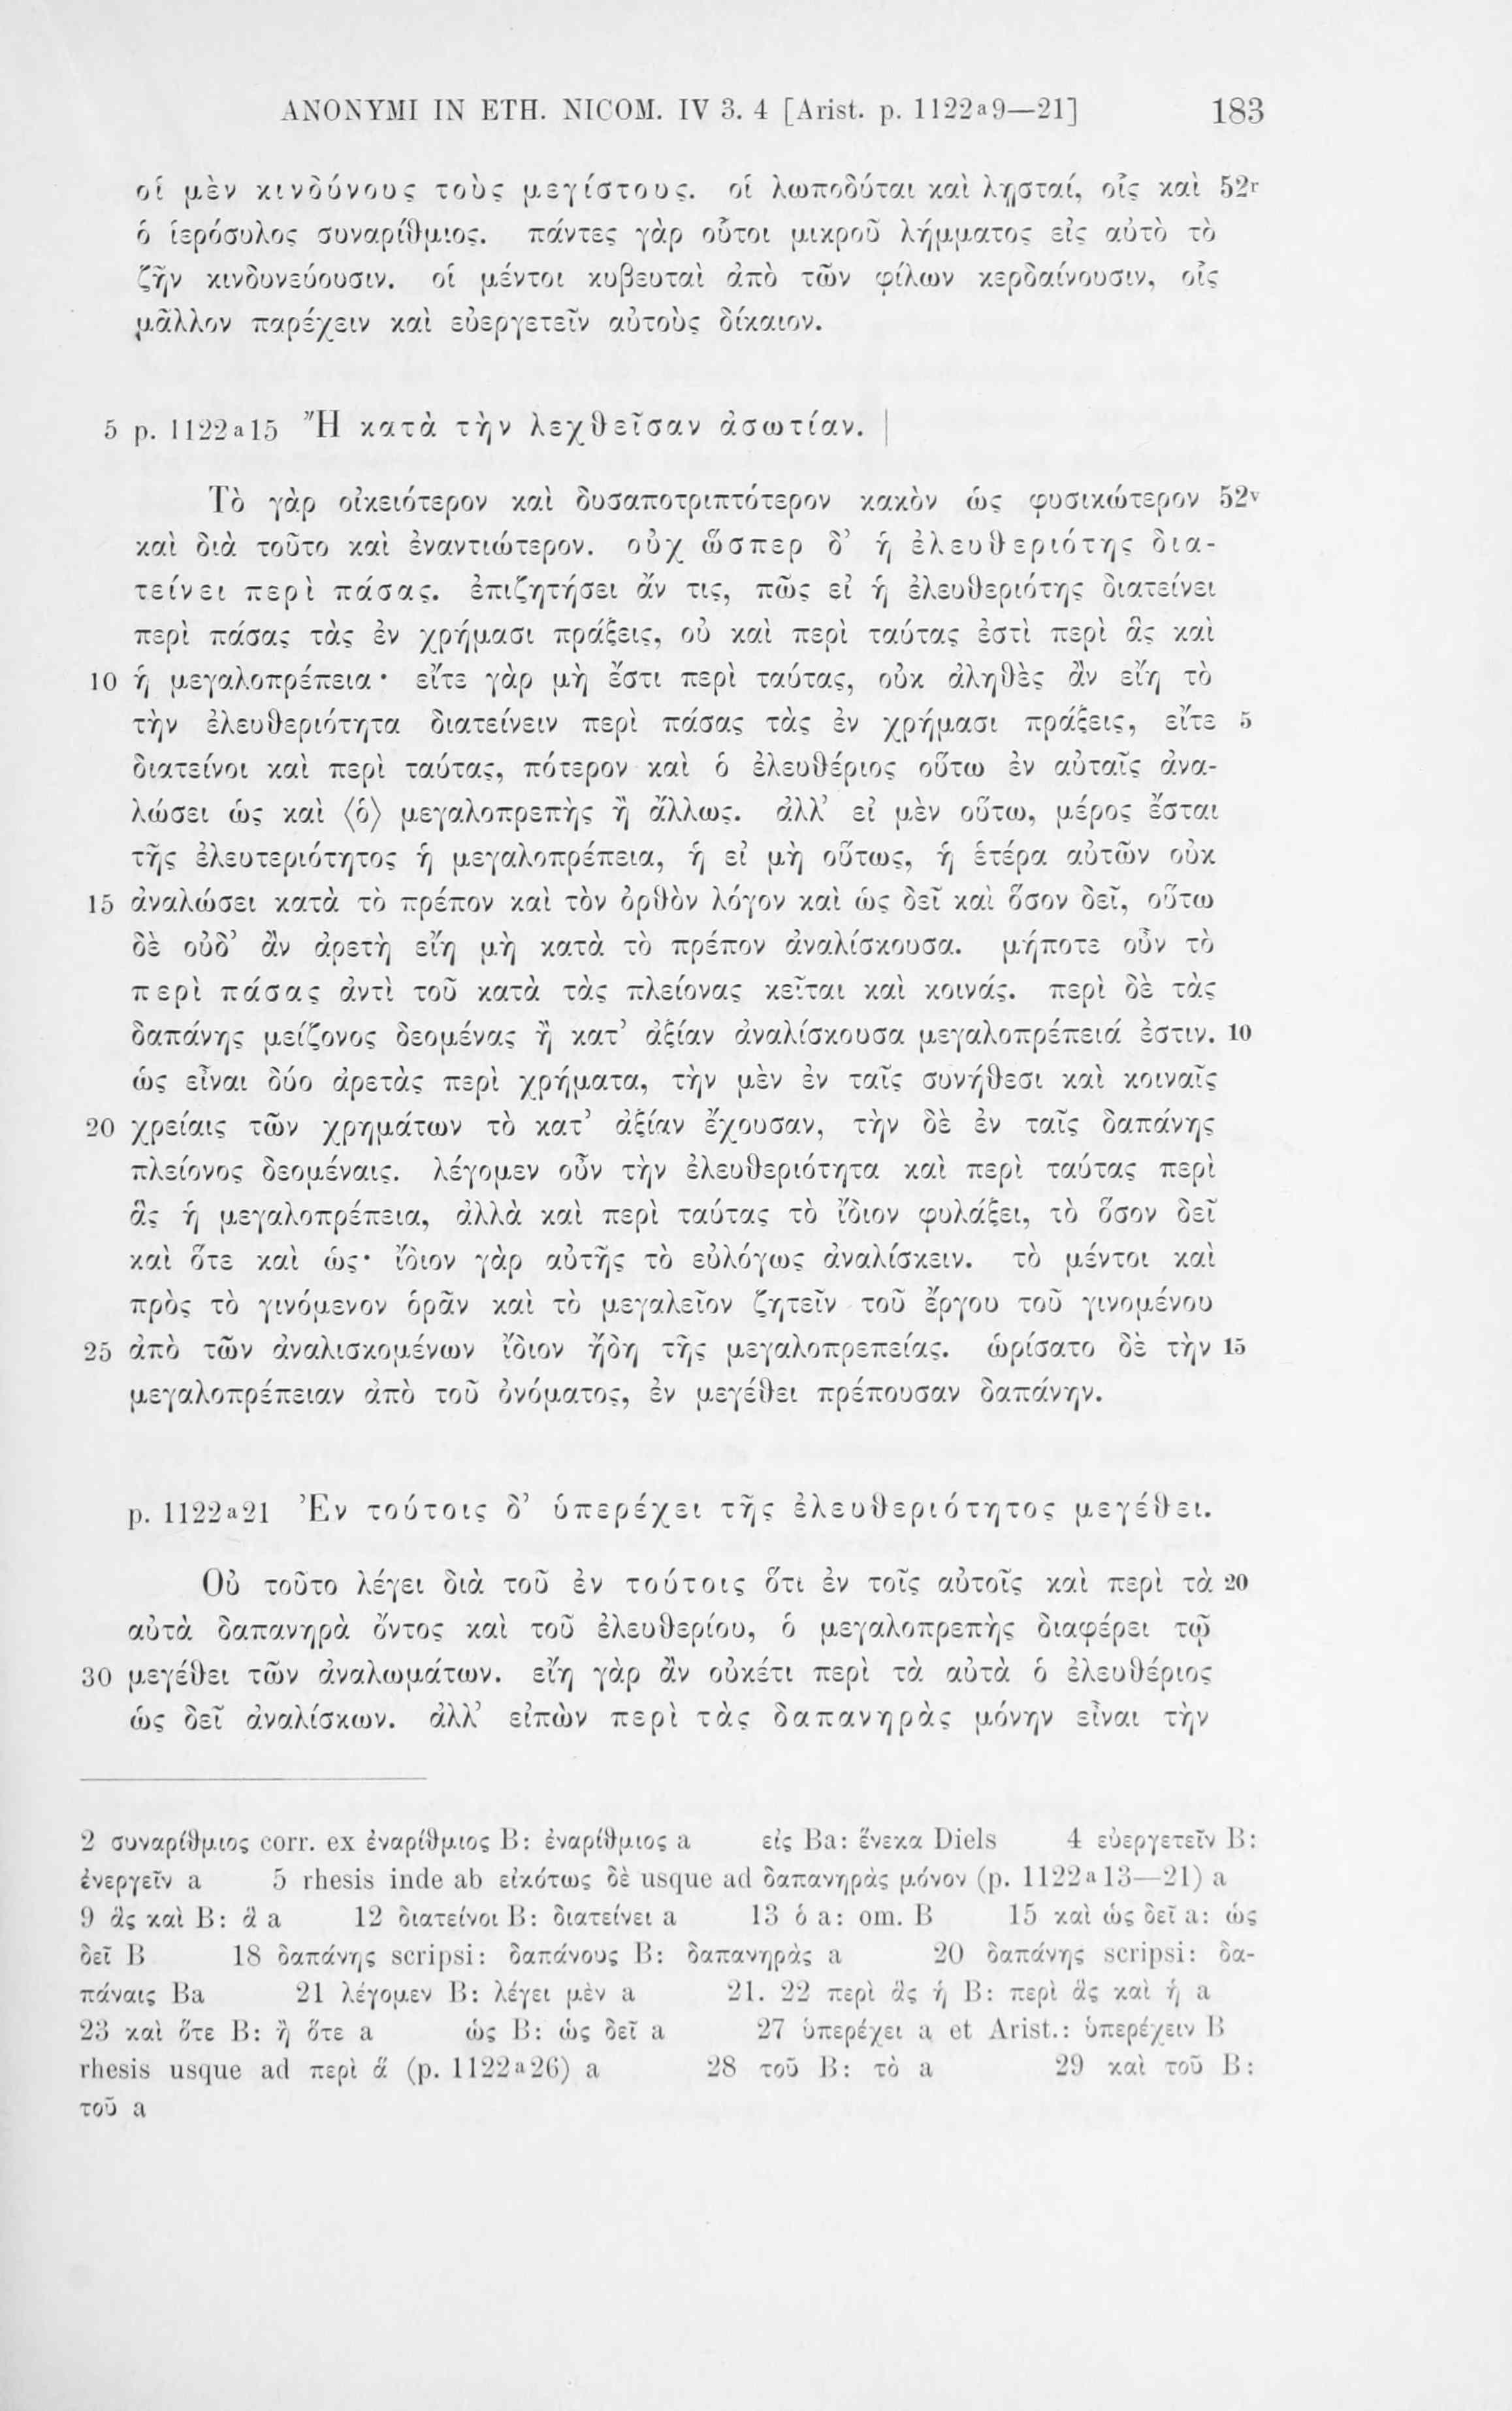 ANONYMI IN ETH. NICOM. IV 3. 4 [Arist. p. 1122a9—21] 183
οἱ μὲν κινδύνους τοὺς μεγίστους. οἱ λωποδύται καὶ λῃσταί, οἷς καὶ 52r
ὁ ἱερόσυλος συναρίθμιος. πάντες γὰρ οὗτοι μικροῦ λήμματος εἰς αὐτὸ τὸ
ζῆν κινδυνεύουσιν. οἱ μέντοι κυβευταὶ ἀπὸ τῶν φίλων κερδαίνουσιν, οἷς
μᾶλλον παρέχειν καὶ εὐεργετεῖν αὐτοὺς δίκαιον.
5 p. 1122a15 Ἢ κατὰ τὴν λεχθεῖσαν ἀσωτίαν. |
Τὸ γὰρ οἰκειότερον καὶ δυσαποτριπτότερον κακὸν ὡς φυσικώτερον 52v
καὶ διὰ τοῦτο καὶ ἐναντιώτερον. οὐχ ὥσπερ δ’ ἡ ἐλευθεριότης δια-
τείνει περὶ πάσας. ἐπιζητήσει ἄν τις, πῶς εἰ ἡ ἐλευθεριότης διατείνει
περὶ πάσας τὰς ἐν χρήμασι πράξεις, οὐ καὶ περὶ ταύτας ἐστὶ περὶ ἃς καὶ
10 ἡ μεγαλοπρέπεια· εἴτε γὰρ μὴ ἔστι περὶ ταύτας, οὐκ ἀληθὲς ἂν εἴη τὸ
τὴν ἐλευθεριότητα διατείνειν περὶ πάσας τὰς ἐν χρήμασι πράξεις, εἴτε 5
διατείνοι καὶ περὶ ταύτας, πότερον καὶ ὁ ἐλευθέριος οὕτω ἐν αὐταῖς ἀνα-
λώσει ὡς καὶ ⟨ὁ⟩ μεγαλοπρεπὴς ἢ ἄλλως. ἀλλ’ εἰ μὲν οὕτω, μέρος ἔσται
τῆς ἐλευτεριότητος ἡ μεγαλοπρέπεια, ἡ εἰ μὴ οὕτως, ἡ ἑτέρα αὐτῶν οὐκ
15 ἀναλώσει κατὰ τὸ πρέπον καὶ τὸν ὀρθὸν λόγον καὶ ὡς δεῖ καὶ ὅσον δεῖ, οὕτω
δὲ οὐδ’ ἂν ἀρετὴ εἴη μὴ κατὰ τὸ πρέπον ἀναλίσκουσα. μήποτε οὖν τὸ
περὶ πάσας ἀντὶ τοῦ κατὰ τὰς πλείονας κεῖται καὶ κοινάς. περὶ δὲ τὰς
δαπάνης μείζονος δεομένας ἢ κατ’ ἀξίαν ἀναλίσκουσα μεγαλοπρέπειά ἐστιν. 10
ὡς εἶναι δύο ἀρετὰς περὶ χρήματα, τὴν μὲν ἐν ταῖς συνήθεσι καὶ κοιναῖς
20 χρείαις τῶν χρημάτων τὸ κατ’ ἀξίαν ἔχουσαν, τὴν δὲ ἐν ταῖς δαπάνης
πλείονος δεομέναις. λέγομεν οὖν τὴν ἐλευθεριότητα καὶ περὶ ταύτας περὶ
ἃς ἡ μεγαλοπρέπεια, ἀλλὰ καὶ περὶ ταύτας τὸ ἴδιον φυλάξει, τὸ ὅσον δεῖ
καὶ ὅτε καὶ ὡς· ἴδιον γὰρ αὐτῆς τὸ εὐλόγως ἀναλίσκειν. τὸ μέντοι καὶ
πρὸς τὸ γινόμενον ὁρᾶν καὶ τὸ μεγαλεῖον ζητεῖν τοῦ ἔργου τοῦ γινομένου
25 ἀπὸ τῶν ἀναλισκομένων ἴδιον ἤδη τῆς μεγαλοπρεπείας. ὡρίσατο δὲ τὴν 15
μεγαλοπρέπειαν ἀπὸ τοῦ ὀνόματος, ἐν μεγέθει πρέπουσαν δαπάνην.
p. 1122a21 Ἐν τούτοις δ’ ὑπερέχει τῆς ἐλευθεριότητος μεγέθει.
Οὐ τοῦτο λέγει διὰ τοῦ ἐν τούτοις ὅτι ἐν τοῖς αὐτοῖς καὶ περὶ τὰ 20
αὐτὰ δαπανηρὰ ὄντος καὶ τοῦ ἐλευθερίου, ὁ μεγαλοπρεπὴς διαφέρει τῷ
30 μεγέθει τῶν ἀναλωμάτων. εἴη γὰρ ἂν οὐκέτι περὶ τὰ αὐτὰ ὁ ἐλευθέριος
ὡς δεῖ ἀναλίσκων. ἀλλ’ εἰπὼν περὶ τὰς δαπανηρὰς μόνην εἶναι τὴν
2 συναρίθμιος corr. ex ἐναρίθμιος B: ἐναρίθμιος a εἰς Ba: ἕνεκα Diels 4 εὐεργετεῖν B:
ἐνεργεῖν a 5 rhesis inde ab εἰκότως δὲ usque ad δαπανηρὰς μόνον (p. 1122a13—21) a
9 ἃς καὶ B: ἃ a 12 διατείνοι B: διατείνει a 13 ὁ a: om. B 15 καὶ ὡς δεῖ a: ὡς
δεῖ B 18 δαπάνης scripsi: δαπάνους B: δαπανηρὰς a 20 δαπάνης scripsi: δα-
πάναις Ba 21 λέγομεν B: λέγει μὲν a 21. 22 περὶ ἃς ἡ B: περὶ ἃς καὶ ἡ a
23 καὶ ὅτε B: ἢ ὅτε a ὡς B: ὡς δεῖ a 27 ὑπερέχει a et Arist.: ὑπερέχειν B
rhesis usque ad περὶ ἅ (p. 1122a26) a 28 τοῦ B: τὸ a 29 καὶ τοῦ B:
τοῦ a